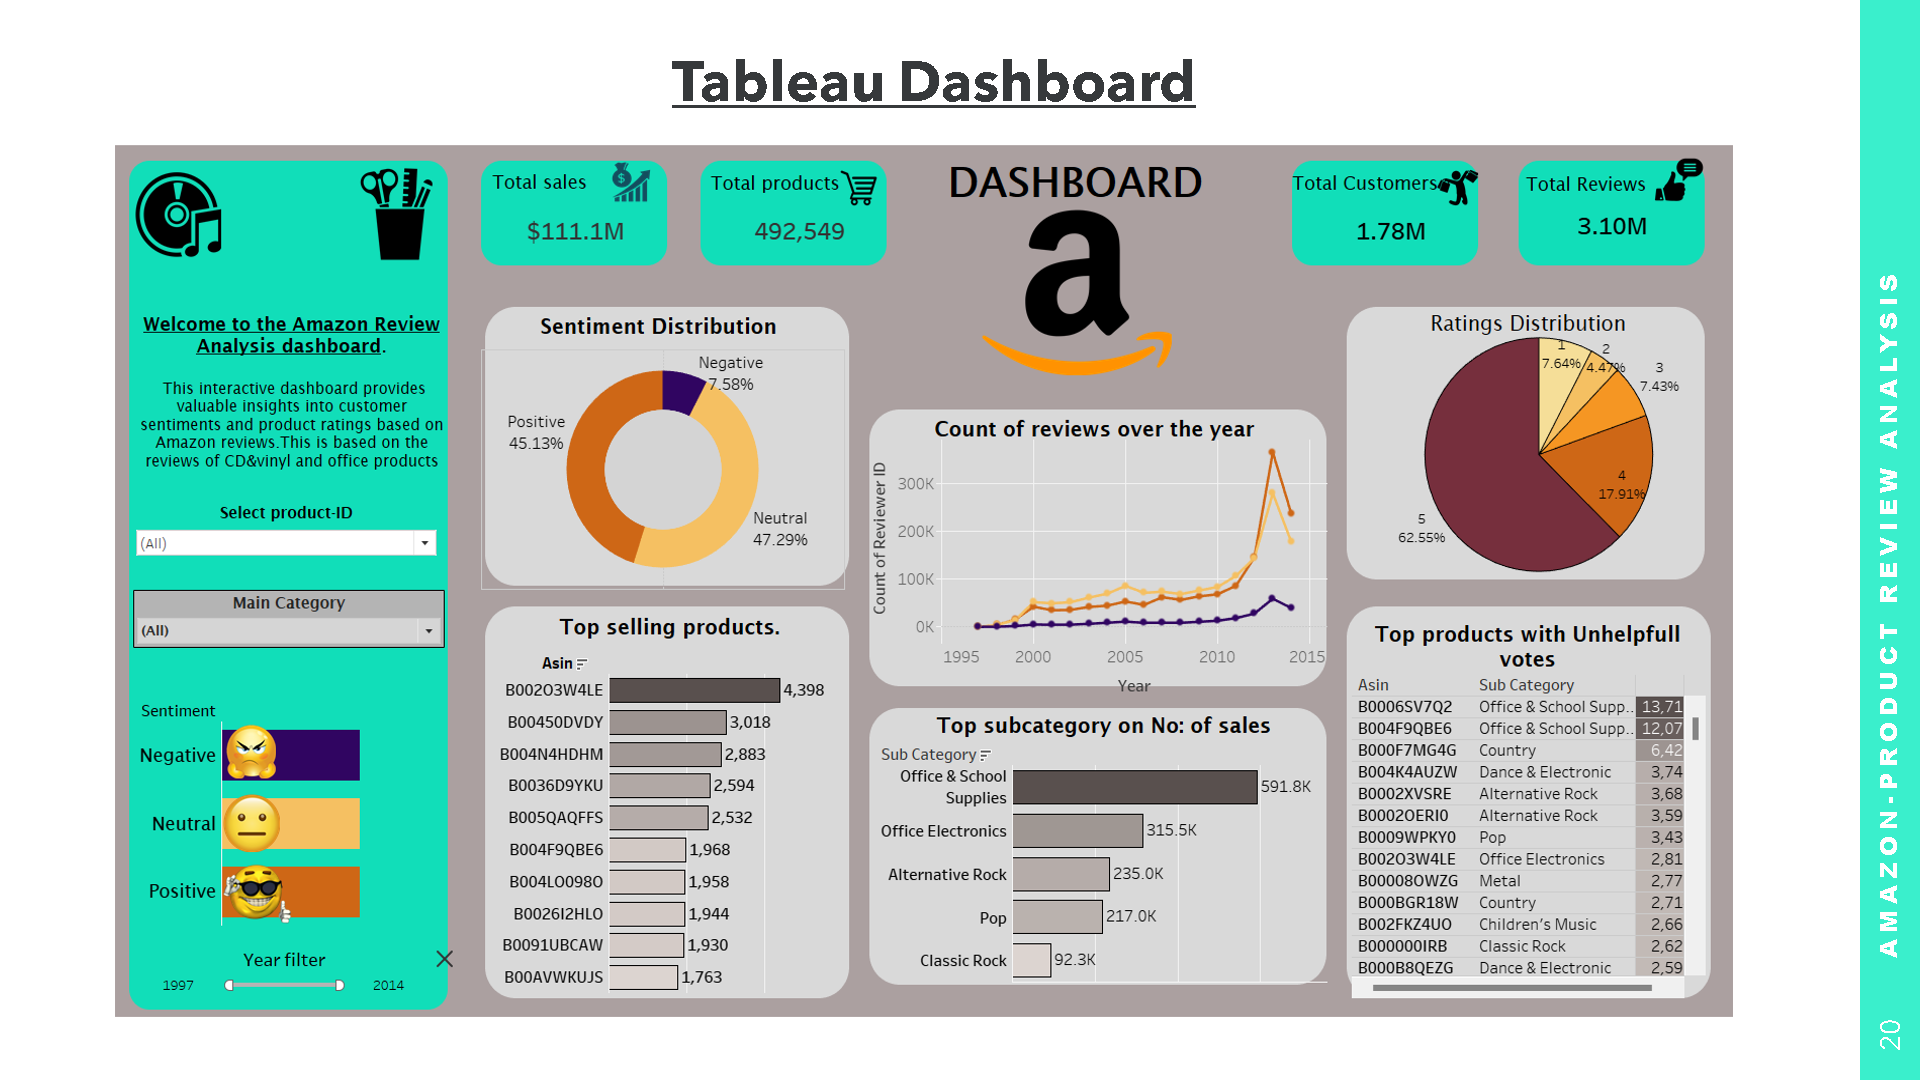 Tableau Dashboard
Welcome to the Amazon Review
Analysis dashboard.
This interactive dashboard provides
valuable insights into customer
sentiments and product ratings based on
Amazon reviews.This is based on the
reviews of CD&vinyl and office products
Select product-ID
(All)
Main Category
(All)
Sentiment
Negative
Neutral
Positive
Year filter
1997
2014
Total sales
$111.1M
Total products
492,549
DASHBOARD
a
Total Customers
1.78M
Total Reviews
3.10M
Sentiment Distribution
Negative
7.58%
Positive
45.13%
Neutral
47.29%
Top selling products.
Asin
B002O3W4LE 4,398
B00450DVDY 3,018
B004N4HDHM 2,883
B0036D9YKU 2,594
B005QAQFFS 2,532
B004F9QBE6 1,968
B004LO098O 1,958
B0026I2HLO 1,944
B0091UBCAW 1,930
B00AVWKUJS 1,763
Count of reviews over the year
Count of Reviewer ID
300K
200K
100K
0K
1995 2000 2005 2010 2015
Year
Top subcategory on No: of sales
Sub Category
Office & School
Supplies 591.8K
Office Electronics 315.5K
Alternative Rock 235.0K
Pop 217.0K
Classic Rock 92.3K
Ratings Distribution
1
7.64%
2
4.47%
3
7.43%
4
17.91%
5
62.55%
Top products with Unhelpfull
votes
Asin Sub Category
B0006SV7Q2 Office & School Supp.. 13,71
B004F9QBE6 Office & School Supp.. 12,07
B000F7MG4G Country 6,42
B004K4AUZW Dance & Electronic 3,74
B0002XVSRE Alternative Rock 3,68
B0002OERI0 Alternative Rock 3,59
B0009WPKY0 Pop 3,43
B002O3W4LE Office Electronics 2,81
B00008OWZG Metal 2,77
B000BGR18W Country 2,71
B002FKZ4UO Children's Music 2,66
B000000IRB Classic Rock 2,62
B000B8QEZG Dance & Electronic 2,59
AMAZON-PRODUCT REVIEW ANALYSIS
20